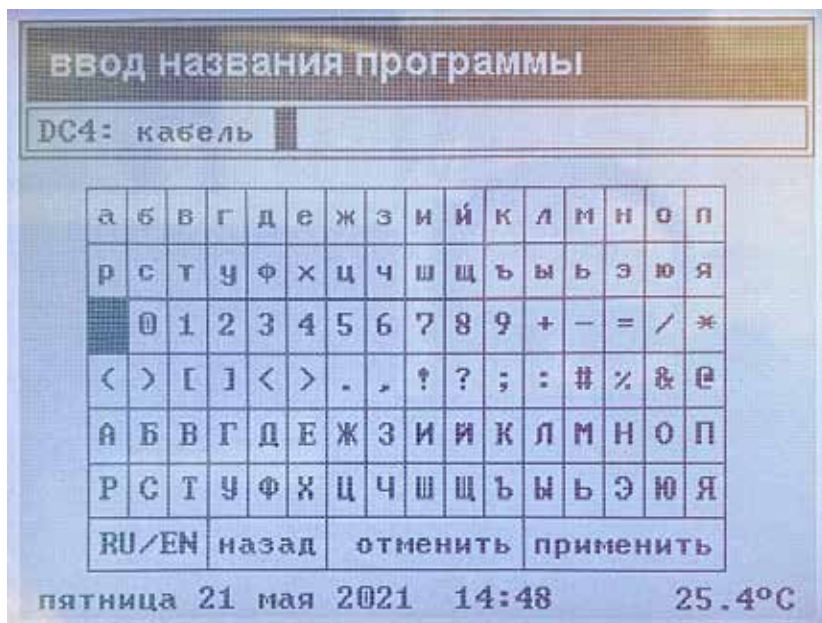 ввод названия программы
DC4: кабель
а б в г д е ж з и й к л м н о п
р с т у ф х ц ч ш щ ъ ы ь э ю я
0 1 2 3 4 5 6 7 8 9 + - = / *
( ) [ ] < > . , ! ? ; : # % & @
А Б В Г Д Е Ж З И Й К Л М Н О П
Р С Т У Ф Х Ц Ч Ш Щ Ъ Ы Ь Э Ю Я
RU/EN назад отменить применить
пятница 21 мая 2021 14:48 25.4°C